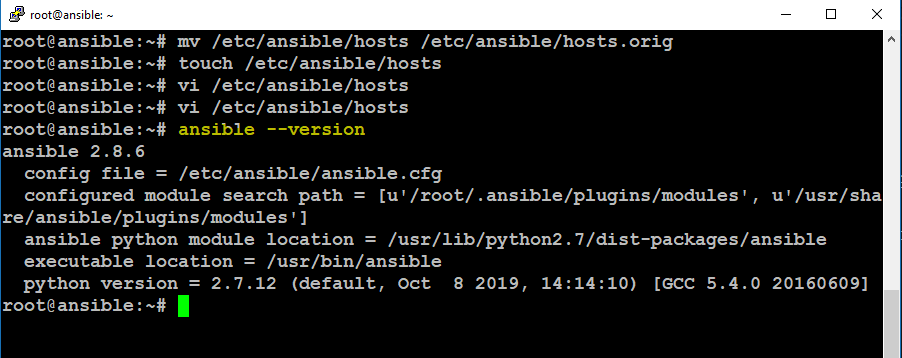 root@ansible: ~
root@ansible:~# mv /etc/ansible/hosts /etc/ansible/hosts.orig
root@ansible:~# touch /etc/ansible/hosts
root@ansible:~# vi /etc/ansible/hosts
root@ansible:~# vi /etc/ansible/hosts
root@ansible:~# ansible --version
ansible 2.8.6
  config file = /etc/ansible/ansible.cfg
  configured module search path = [u'/root/.ansible/plugins/modules', u'/usr/sha
re/ansible/plugins/modules']
  ansible python module location = /usr/lib/python2.7/dist-packages/ansible
  executable location = /usr/bin/ansible
  python version = 2.7.12 (default, Oct  8 2019, 14:14:10) [GCC 5.4.0 20160609]
root@ansible:~#